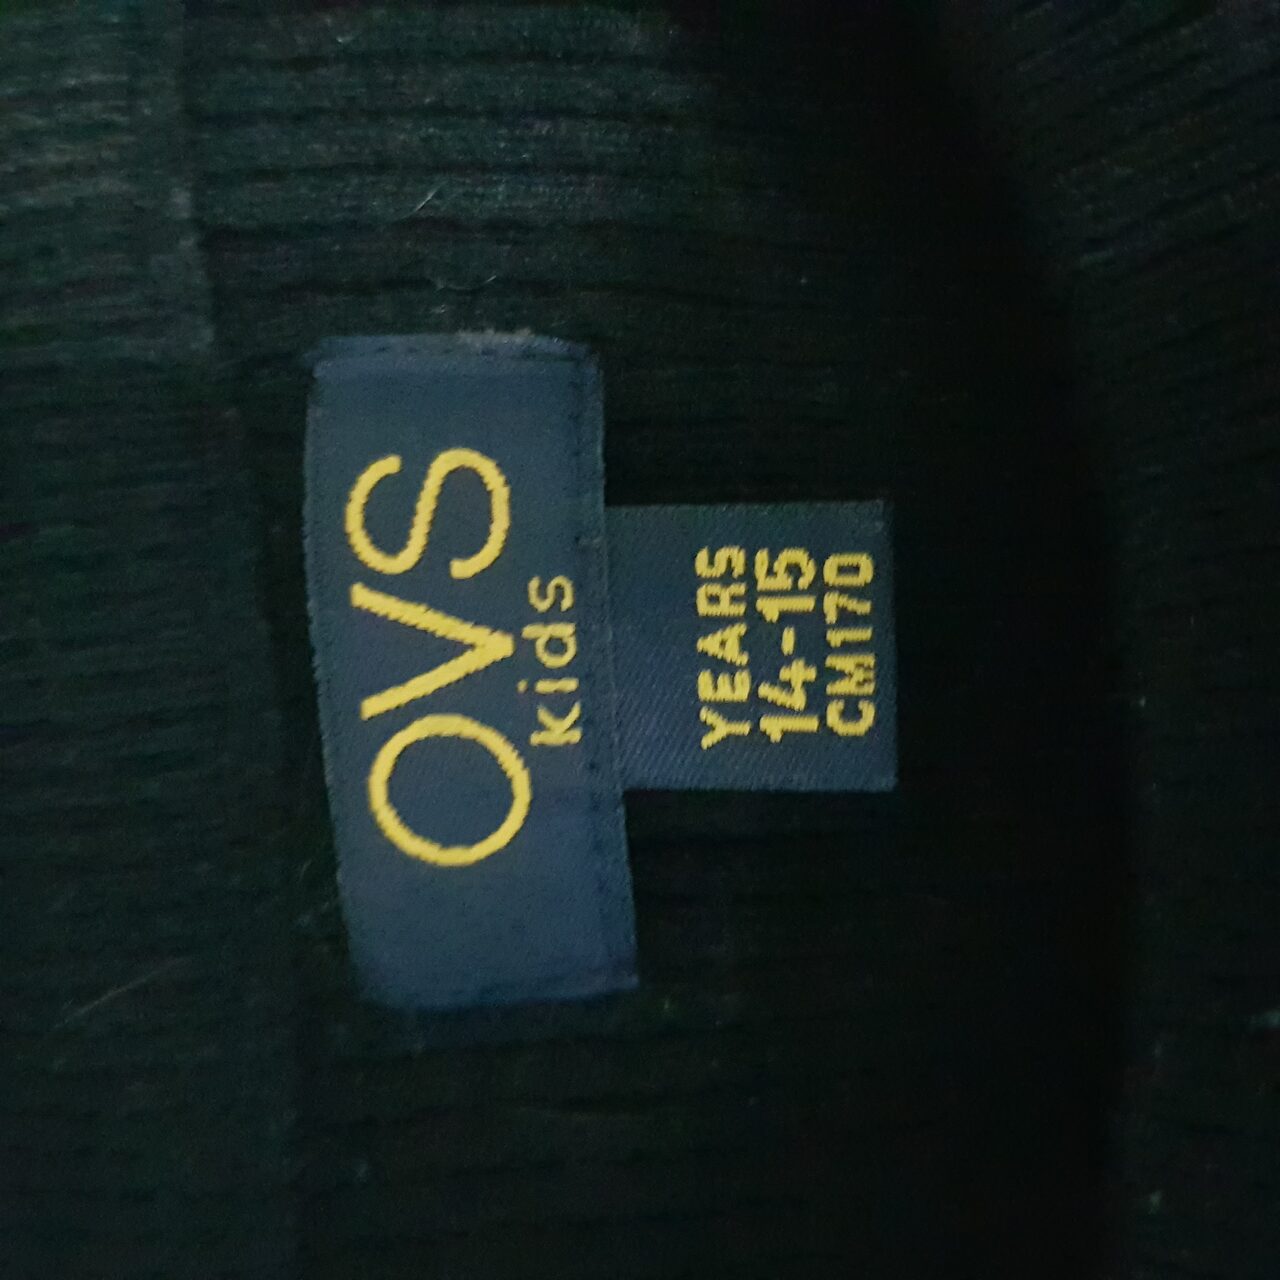 OVS
kids
YEARS
14-15
CM170